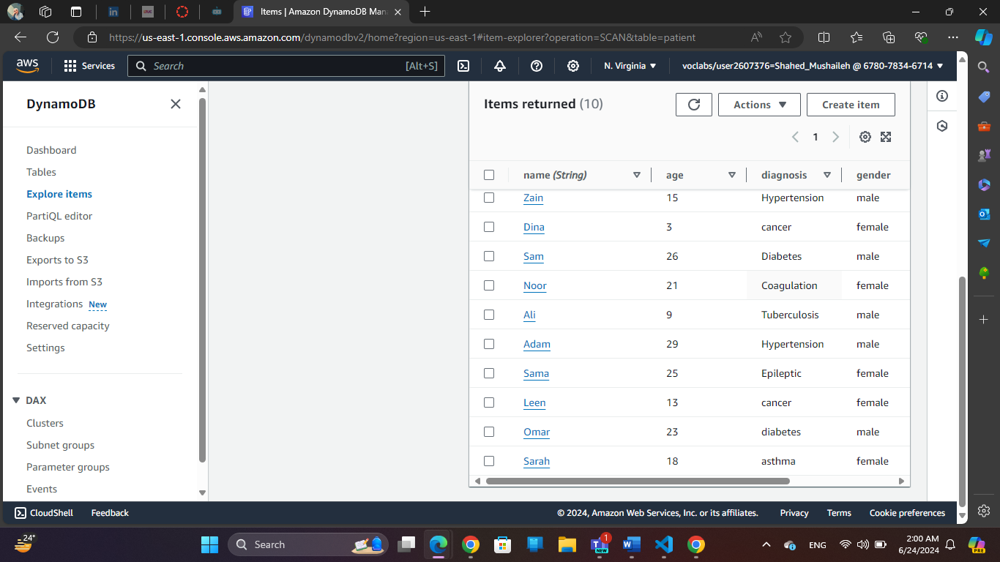 Items | Amazon DynamoDB Man
https://us-east-1.console.aws.amazon.com/dynamodbv2/home?region=us-east-1#item-explorer?operation=SCAN&table=patient
aws Services Search [Alt+S] N. Virginia voclabs/user2607376=Shahed_Mushaileh @ 6780-7834-6714
DynamoDB
Dashboard
Tables
Explore items
PartiQL editor
Backups
Exports to S3
Imports from S3
Integrations New
Reserved capacity
Settings
DAX
Clusters
Subnet groups
Parameter groups
Events
Items returned (10)
Actions Create item
1
name (String) age diagnosis gender
Zain 15 Hypertension male
Dina 3 cancer female
Sam 26 Diabetes male
Noor 21 Coagulation female
Ali 9 Tuberculosis male
Adam 29 Hypertension male
Sama 25 Epileptic female
Leen 13 cancer female
Omar 23 diabetes male
Sarah 18 asthma female
CloudShell Feedback © 2024, Amazon Web Services, Inc. or its affiliates. Privacy Terms Cookie preferences
24° Search 1 NEW ENG 2:00 AM
6/24/2024 PRE